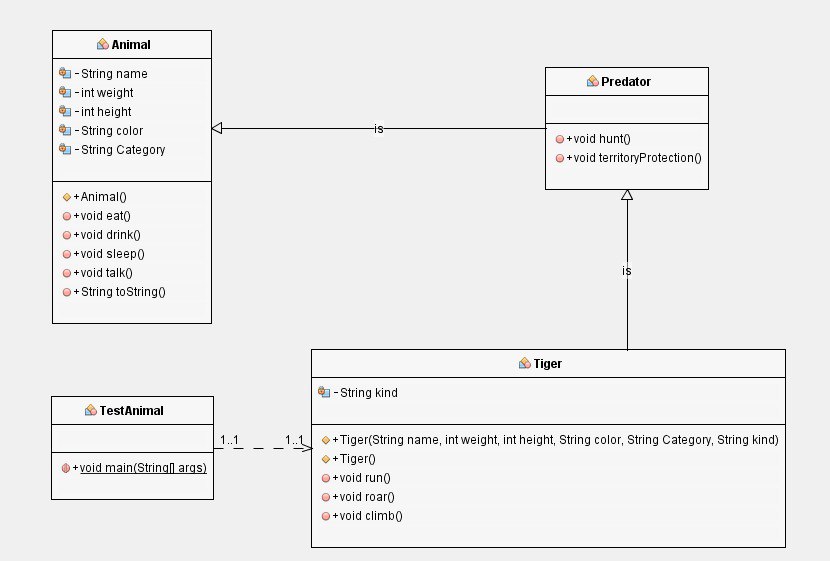 Animal
-String name
-int weight
-int height
-String color
-String Category
+Animal()
+void eat()
+void drink()
+void sleep()
+void talk()
+String toString()
is
Predator
+void hunt()
+void territoryProtection()
is
TestAnimal
+void main(String[] args)
1..1
1..1
Tiger
-String kind
+Tiger(String name, int weight, int height, String color, String Category, String kind)
+Tiger()
+void run()
+void roar()
+void climb()